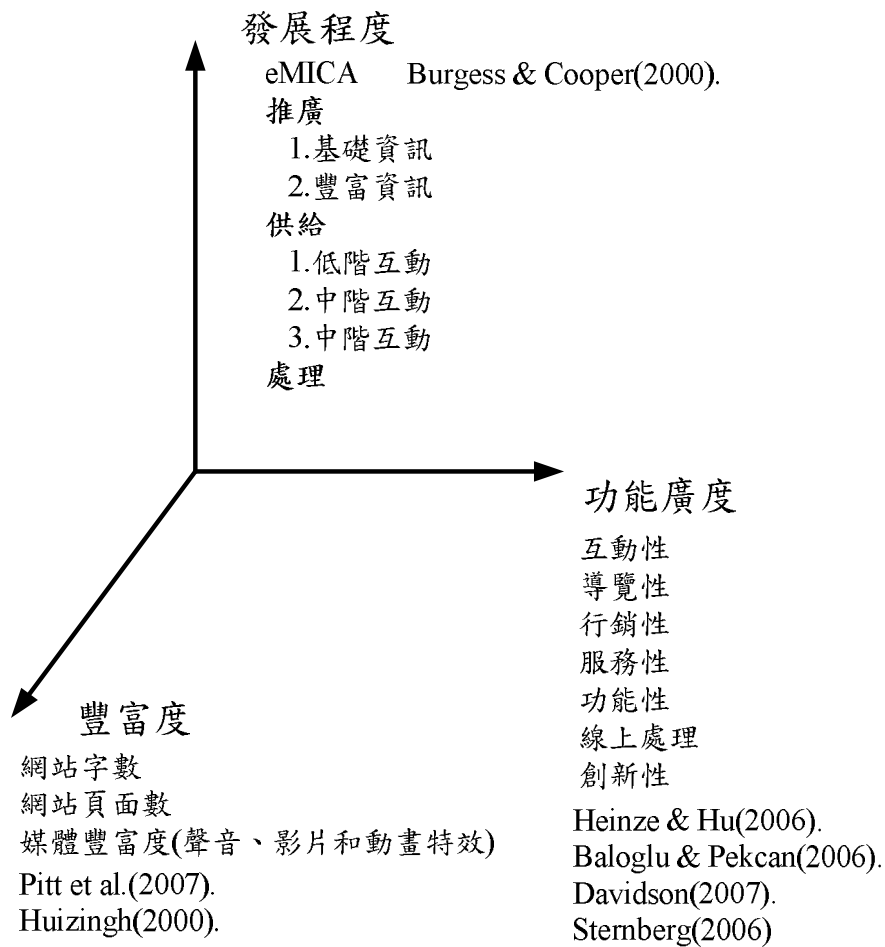 發展程度
eMICA Burgess & Cooper(2000).
推廣
1.基礎資訊
2.豐富資訊
供給
1.低階互動
2.中階互動
3.中階互動
處理
功能廣度
互動性
導覽性
行銷性
服務性
功能性
線上處理
創新性
Heinze & Hu(2006).
Baloglu & Pekcan(2006).
Davidson(2007).
Sternberg(2006)
豐富度
網站字數
網站頁面數
媒體豐富度(聲音、影片和動畫特效)
Pitt et al.(2007).
Huizingh(2000).